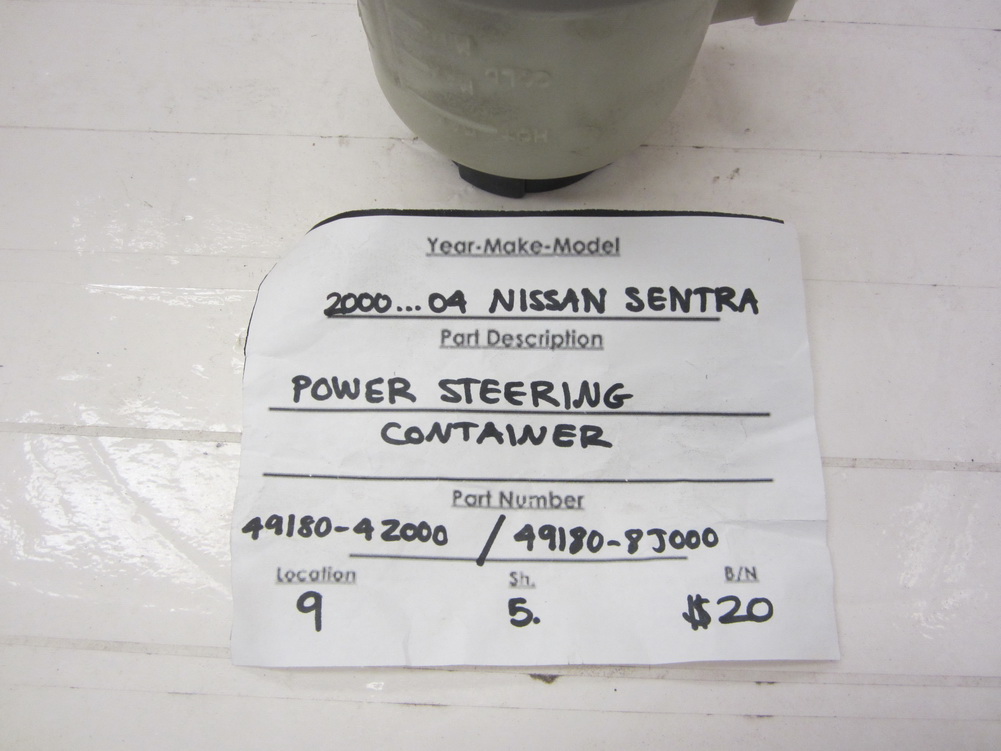 Year-Make-Model
2000...04 NISSAN SENTRA
Part Description
POWER STEERING
CONTAINER
Part Number
49180-4Z000 / 49180-8J000
Location Sh. B/N
9 5. $20